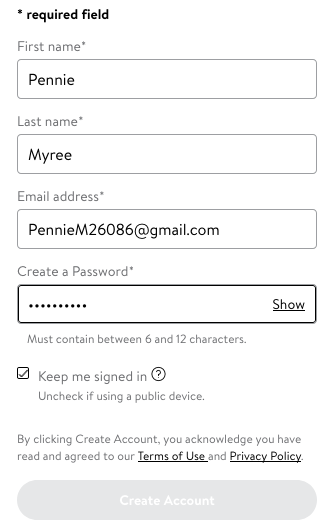 * required field
First name*
Pennie
Last name*
Myree
Email address*
PennieM26086@gmail.com
Create a Password*
•••••••••• Show
Must contain between 6 and 12 characters.
Keep me signed in ?
Uncheck if using a public device.
By clicking Create Account, you acknowledge you have
read and agreed to our Terms of Use and Privacy Policy.
Create Account